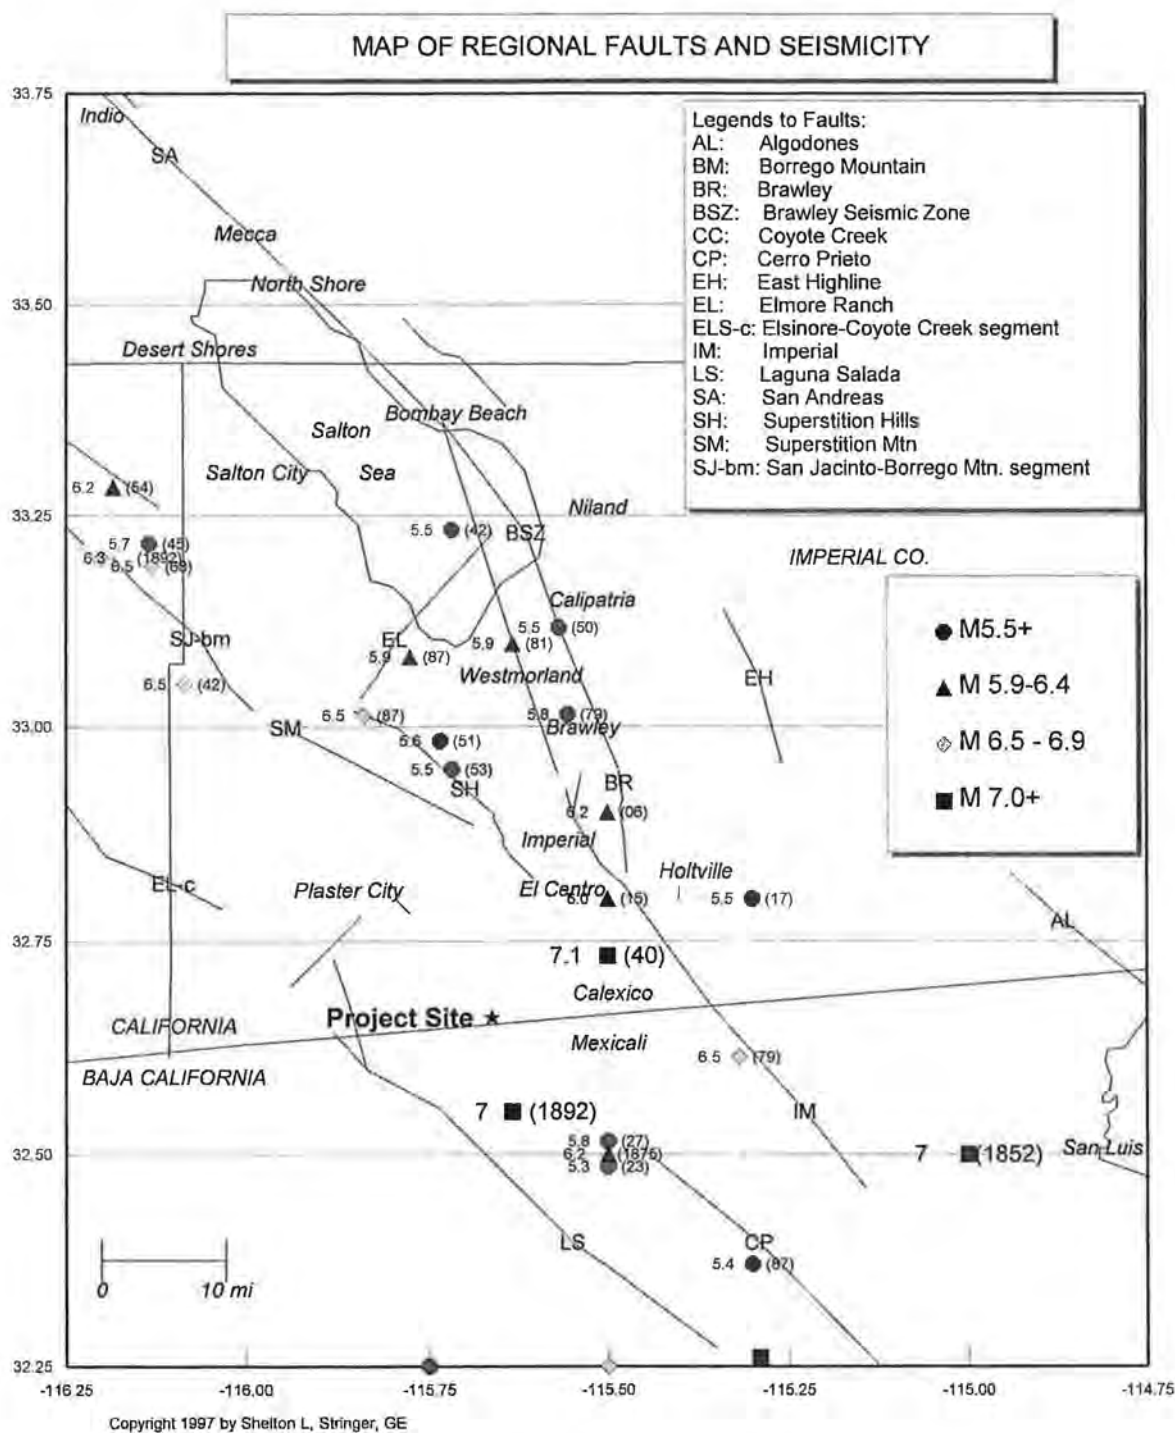 MAP OF REGIONAL FAULTS AND SEISMICITY
33.75
Indio
SA
Legends to Faults:
AL: Algodones
BM: Borrego Mountain
BR: Brawley
BSZ: Brawley Seismic Zone
CC: Coyote Creek
CP: Cerro Prieto
EH: East Highline
EL: Elmore Ranch
ELS-c: Elsinore-Coyote Creek segment
IM: Imperial
LS: Laguna Salada
SA: San Andreas
SH: Superstition Hills
SM: Superstition Mtn
SJ-bm: San Jacinto-Borrego Mtn. segment
Mecca
North Shore
33.50
Desert Shores
Bombay Beach
Salton
Salton City Sea
6.2 (54)
Niland
33.25
5.5 (42)
BSZ
5.7 (45)
6.3 (1892)
6.5 (68)
IMPERIAL CO.
Calipatria
5.5 (50)
SJ-bm
EL
5.9 (87)
5.9 (81)
Westmorland
EH
6.5 (42)
6.5 (87)
5.8 (79)
33.00
SM
Brawley
5.6 (51)
5.5 (53)
SH
BR
6.2 (06)
Imperial
M5.5+
M 5.9-6.4
M 6.5 - 6.9
M 7.0+
EL-c
Plaster City
El Centro
Holtville
6.0 (15)
5.5 (17)
AL
32.75
7.1 (40)
Calexico
Project Site
CALIFORNIA
Mexicali
6.5 (79)
BAJA CALIFORNIA
7 (1892)
IM
5.8 (27)
6.2 (1875)
5.3 (23)
32.50
7 (1852)
San Luis
LS
CP
5.4 (87)
0 10 mi
32.25
-116.25 -116.00 -115.75 -115.50 -115.25 -115.00 -114.75
Copyright 1997 by Shelton L, Stringer, GE